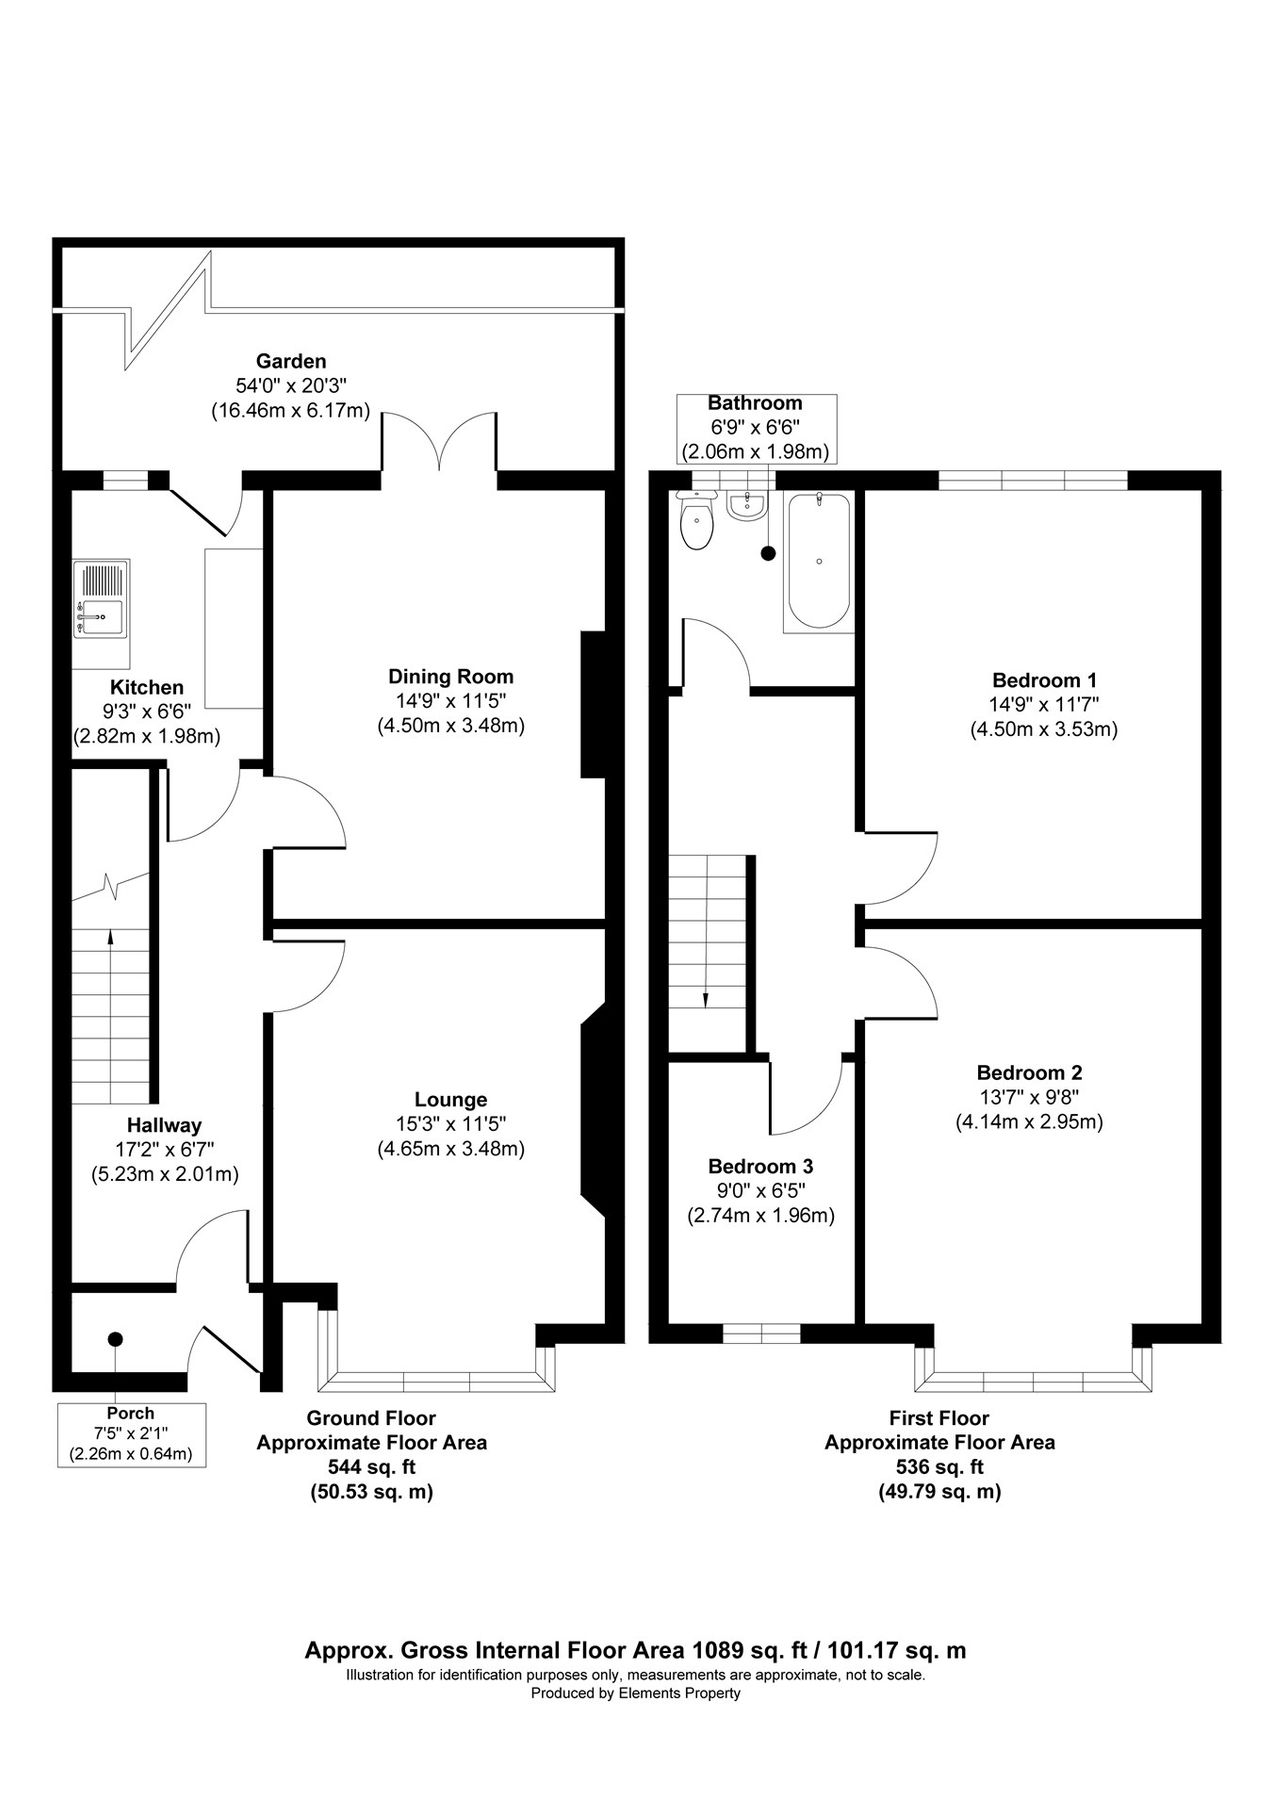 Garden
54'0" x 20'3"
(16.46m x 6.17m)
Bathroom
6'9" x 6'6"
(2.06m x 1.98m)
Kitchen
9'3" x 6'6"
(2.82m x 1.98m)
Dining Room
14'9" x 11'5"
(4.50m x 3.48m)
Bedroom 1
14'9" x 11'7"
(4.50m x 3.53m)
Lounge
15'3" x 11'5"
(4.65m x 3.48m)
Hallway
17'2" x 6'7"
(5.23m x 2.01m)
Bedroom 2
13'7" x 9'8"
(4.14m x 2.95m)
Bedroom 3
9'0" x 6'5"
(2.74m x 1.96m)
Porch
7'5" x 2'1"
(2.26m x 0.64m)
Ground Floor
Approximate Floor Area
544 sq. ft
(50.53 sq. m)
First Floor
Approximate Floor Area
536 sq. ft
(49.79 sq. m)
Approx. Gross Internal Floor Area 1089 sq. ft / 101.17 sq. m
Illustration for identification purposes only, measurements are approximate, not to scale.
Produced by Elements Property